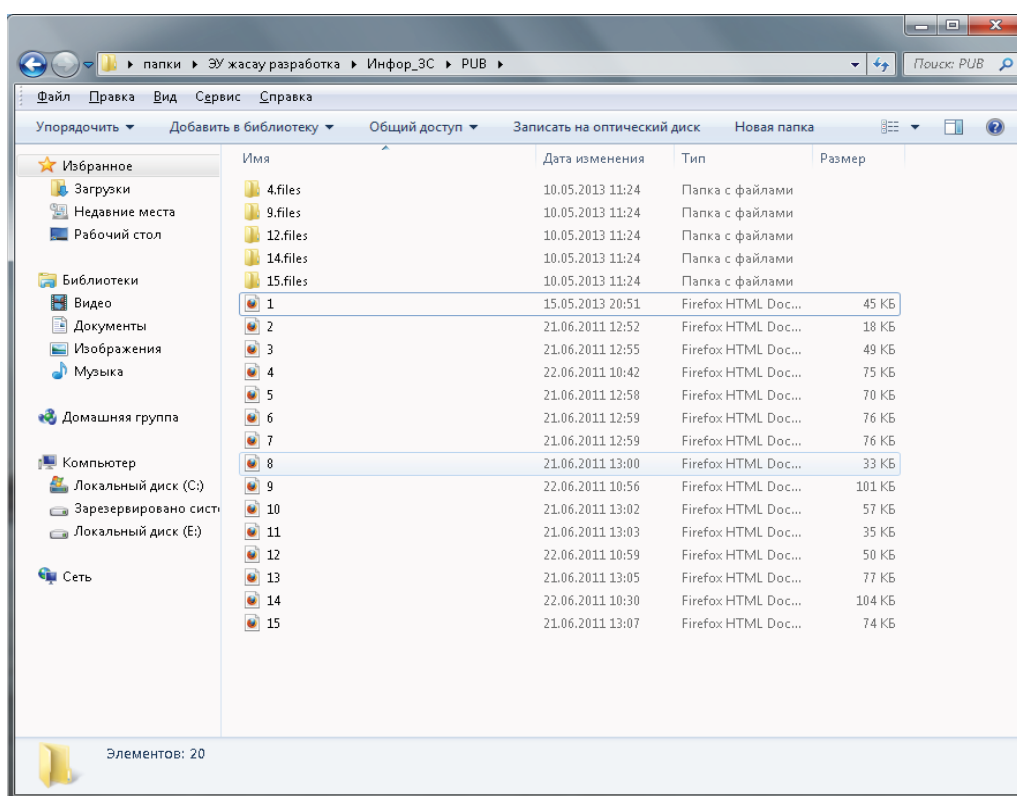 папки ▸ ЭУ жасау разработка ▸ Инфор_3С ▸ PUB ▸ Поиск: PUB
Файл Правка Вид Сервис Справка
Упорядочить Добавить в библиотеку Общий доступ Записать на оптический диск Новая папка
Избранное
Загрузки
Недавние места
Рабочий стол
Библиотеки
Видео
Документы
Изображения
Музыка
Домашняя группа
Компьютер
Локальный диск (C:)
Зарезервировано систе
Локальный диск (E:)
Сеть
Имя Дата изменения Тип Размер
4.files 10.05.2013 11:24 Папка с файлами
9.files 10.05.2013 11:24 Папка с файлами
12.files 10.05.2013 11:24 Папка с файлами
14.files 10.05.2013 11:24 Папка с файлами
15.files 10.05.2013 11:24 Папка с файлами
1 15.05.2013 20:51 Firefox HTML Doc... 45 КБ
2 21.06.2011 12:52 Firefox HTML Doc... 18 КБ
3 21.06.2011 12:55 Firefox HTML Doc... 49 КБ
4 22.06.2011 10:42 Firefox HTML Doc... 75 КБ
5 21.06.2011 12:58 Firefox HTML Doc... 70 КБ
6 21.06.2011 12:59 Firefox HTML Doc... 76 КБ
7 21.06.2011 12:59 Firefox HTML Doc... 76 КБ
8 21.06.2011 13:00 Firefox HTML Doc... 33 КБ
9 22.06.2011 10:56 Firefox HTML Doc... 101 КБ
10 21.06.2011 13:02 Firefox HTML Doc... 57 КБ
11 21.06.2011 13:03 Firefox HTML Doc... 35 КБ
12 22.06.2011 10:59 Firefox HTML Doc... 50 КБ
13 21.06.2011 13:05 Firefox HTML Doc... 77 КБ
14 22.06.2011 10:30 Firefox HTML Doc... 104 КБ
15 21.06.2011 13:07 Firefox HTML Doc... 74 КБ
Элементов: 20